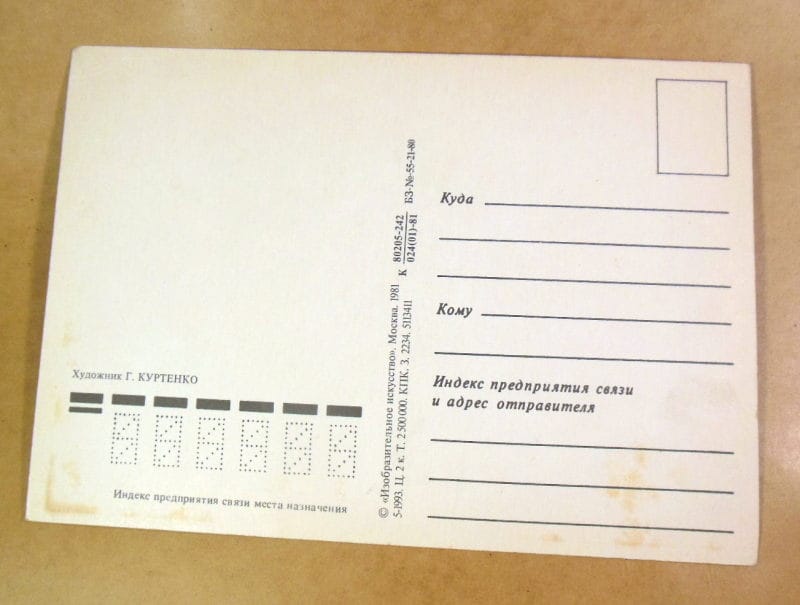 Художник Г. КУРТЕНКО
Индекс предприятия связи места назначения
© «Изобразительное искусство». Москва. 1981
5-1993. Ц. 2 к. Т. 2 500 000. КПК. З. 2234. 5113411
К 80205-242
024(01)-81
БЗ-№-55-21-80
Куда
Кому
Индекс предприятия связи
и адрес отправителя